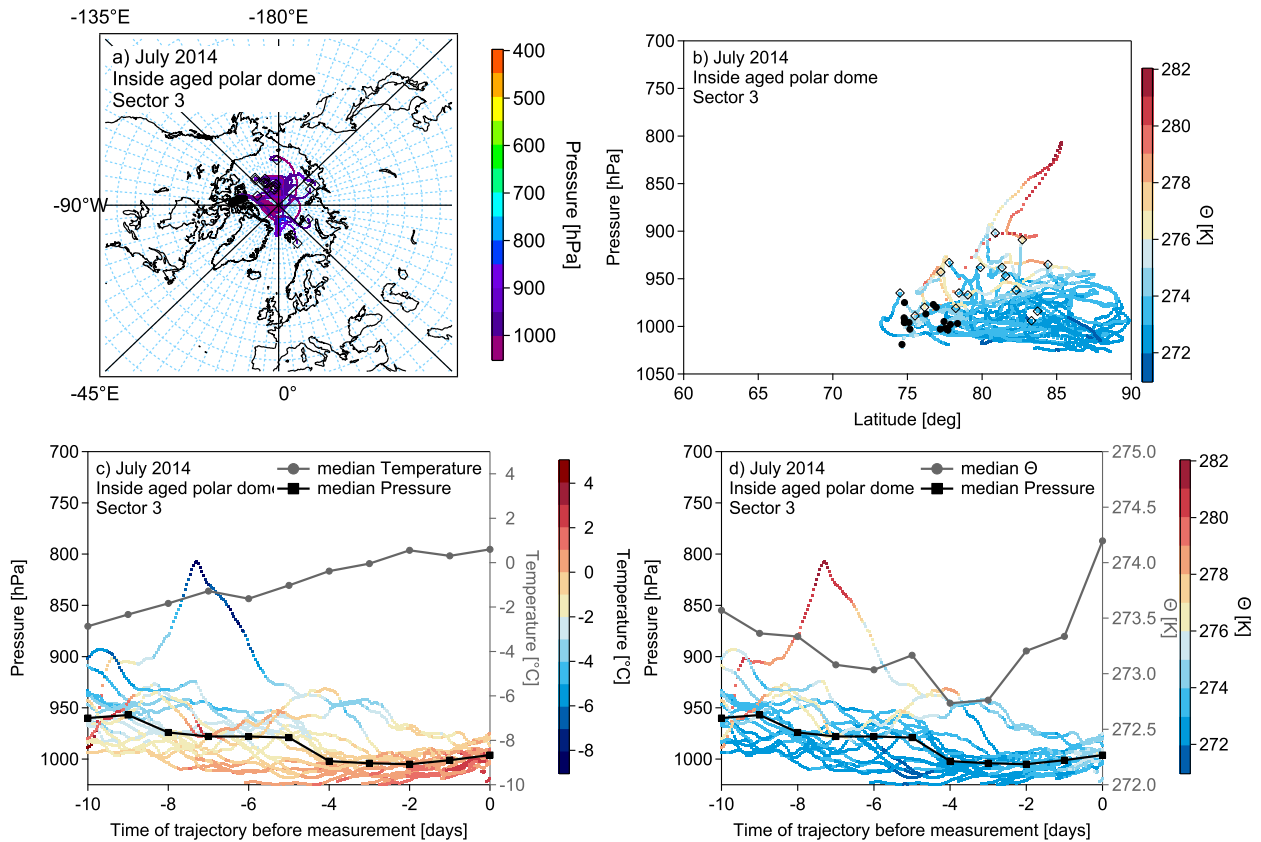 -135°E
-180°E
a) July 2014
Inside aged polar dome
Sector 3
-90°W
-45°E
0°
400
500
600
700
800
900
1000
Pressure [hPa]
b) July 2014
Inside aged polar dome
Sector 3
700
750
800
850
900
950
1000
1050
Pressure [hPa]
60
65
70
75
80
85
90
Latitude [deg]
282
280
278
276
274
272
Θ [K]
c) July 2014
Inside aged polar dom
Sector 3
median Temperature
median Pressure
700
750
800
850
900
950
1000
Pressure [hPa]
-10
-8
-6
-4
-2
0
Time of trajectory before measurement [days]
4
2
0
-2
-4
-6
-8
-10
Temperature [°C]
4
2
0
-2
-4
-6
-8
Temperature [°C]
d) July 2014
Inside aged polar dome
Sector 3
median Θ
median Pressure
700
750
800
850
900
950
1000
Pressure [hPa]
-10
-8
-6
-4
-2
0
Time of trajectory before measurement [days]
275.0
274.5
274.0
273.5
273.0
272.5
272.0
Θ [K]
282
280
278
276
274
272
Θ [K]